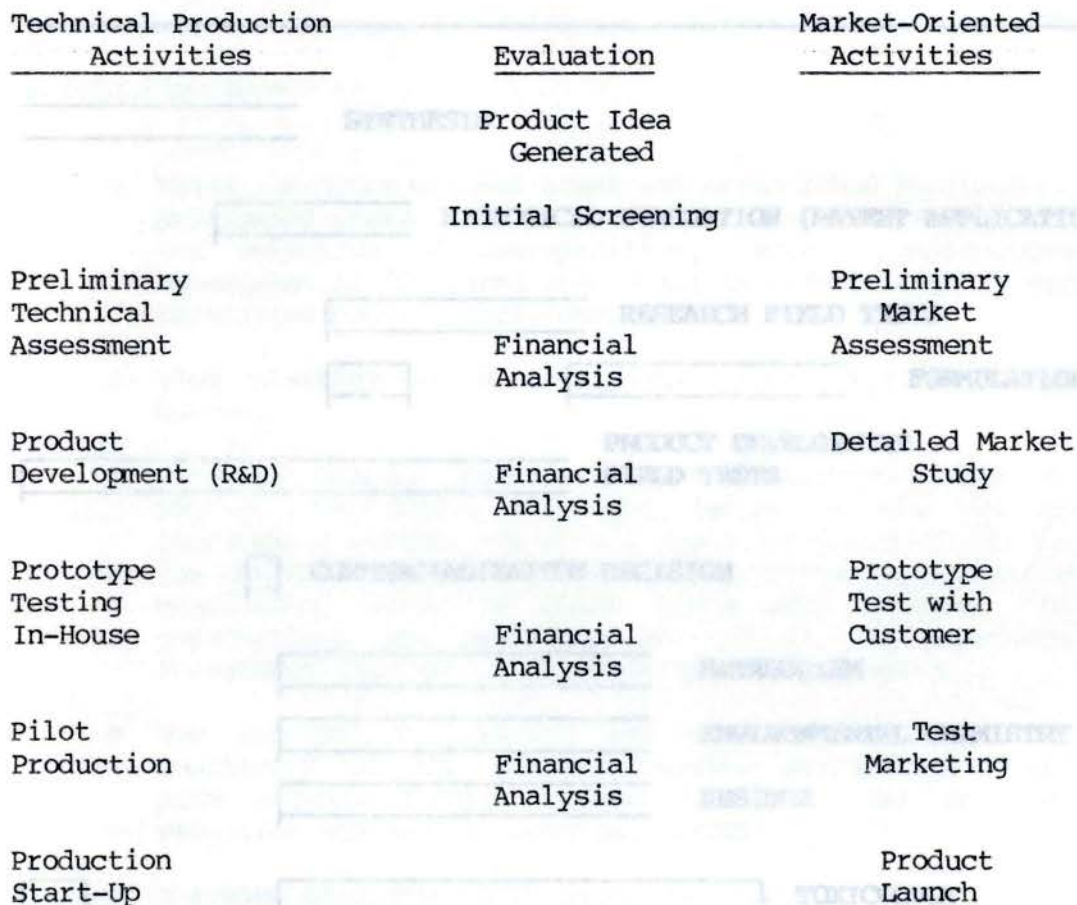 Technical Production Market-Oriented
Activities Evaluation Activities
Product Idea
Generated
Initial Screening
Preliminary Preliminary
Technical Market
Assessment Financial Assessment
Analysis
Product Detailed Market
Development (R&D) Financial Study
Analysis
Prototype Prototype
Testing Test with
In-House Financial Customer
Analysis
Pilot Test
Production Financial Marketing
Analysis
Production Product
Start-Up Launch